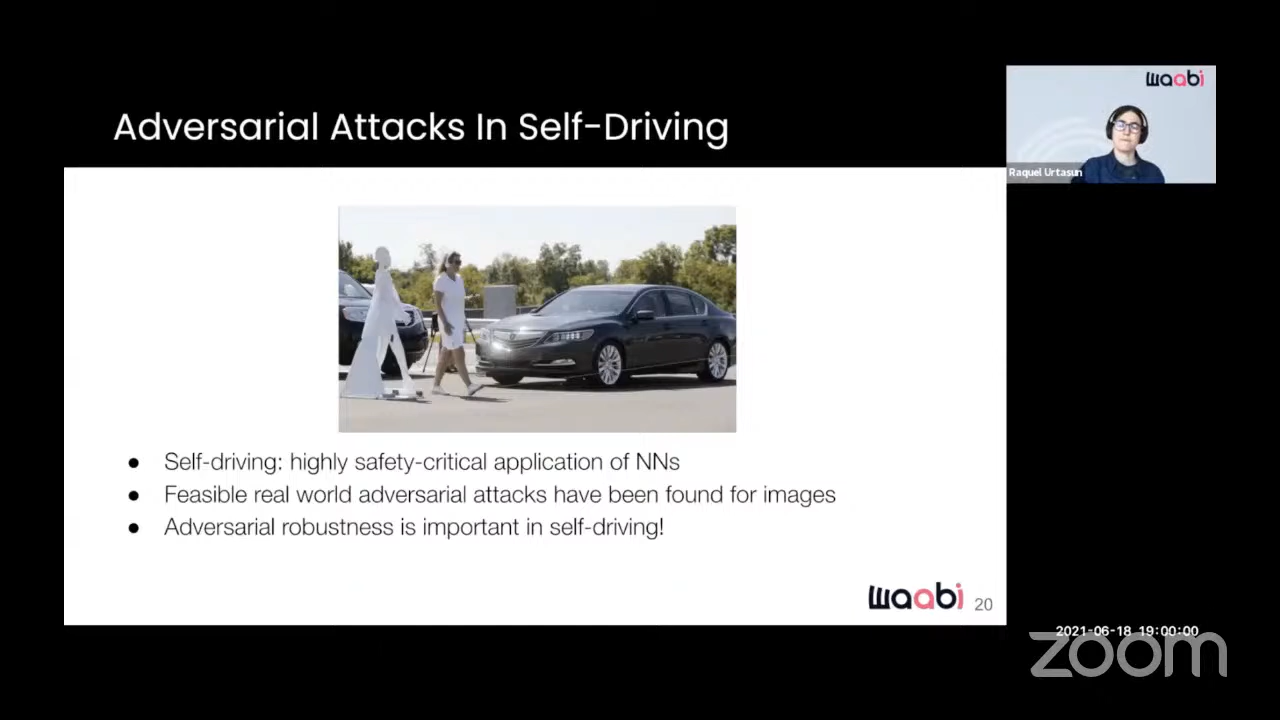 Adversarial Attacks In Self-Driving
waabi
Raquel Urtasun
● Self-driving: highly safety-critical application of NNs
● Feasible real world adversarial attacks have been found for images
● Adversarial robustness is important in self-driving!
waabi 20
2021-06-18 19:00:00
zoom